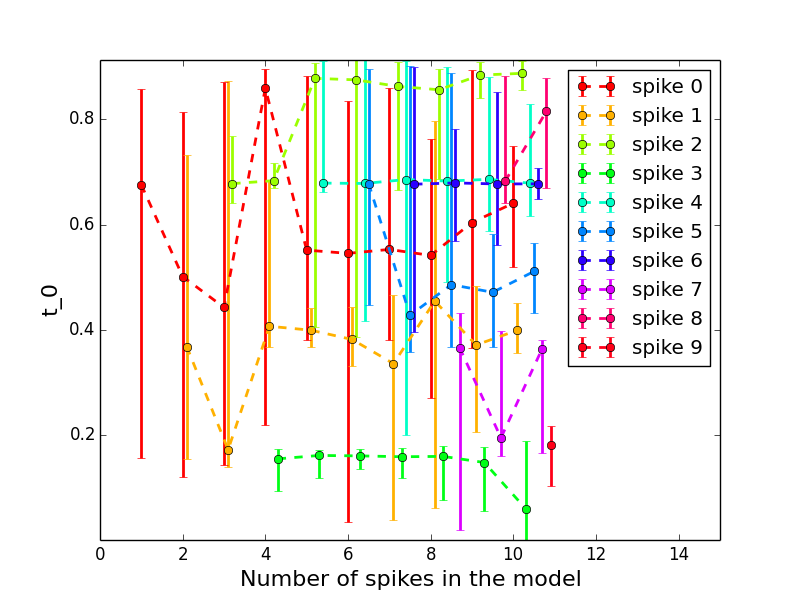 0.8
0.6
0.4
0.2
t_0
0 2 4 6 8 10 12 14
Number of spikes in the model
spike 0
spike 1
spike 2
spike 3
spike 4
spike 5
spike 6
spike 7
spike 8
spike 9